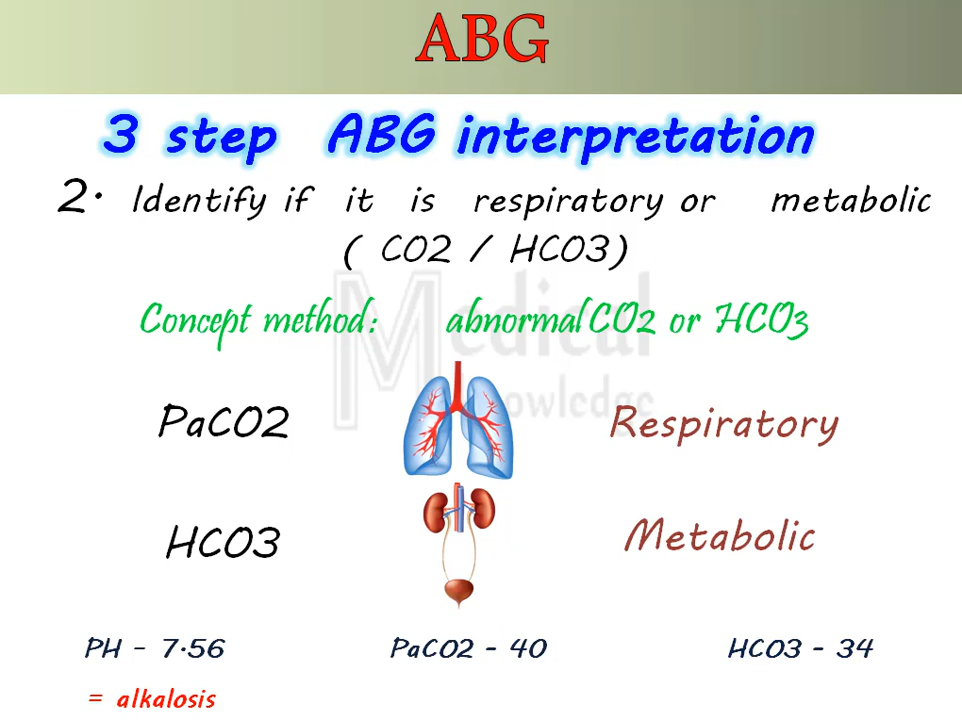 ABG
3 step ABG interpretation
2. Identify if it is respiratory or metabolic
( CO2 / HCO3)
Concept method: abnormal CO2 or HCO3
Medical
Knowledge
PaCO2 Respiratory
HCO3 Metabolic
PH - 7.56 PaCO2 - 40 HCO3 - 34
= alkalosis